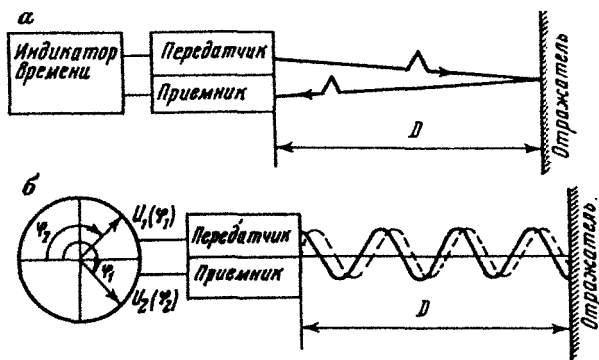 а
Индикатор
времени
Передатчик
Приемник
D
Отражатель
б
φ₂
U₁(φ₁)
φ₁
U₂(φ₂)
Передатчик
Приемник
D
Отражатель